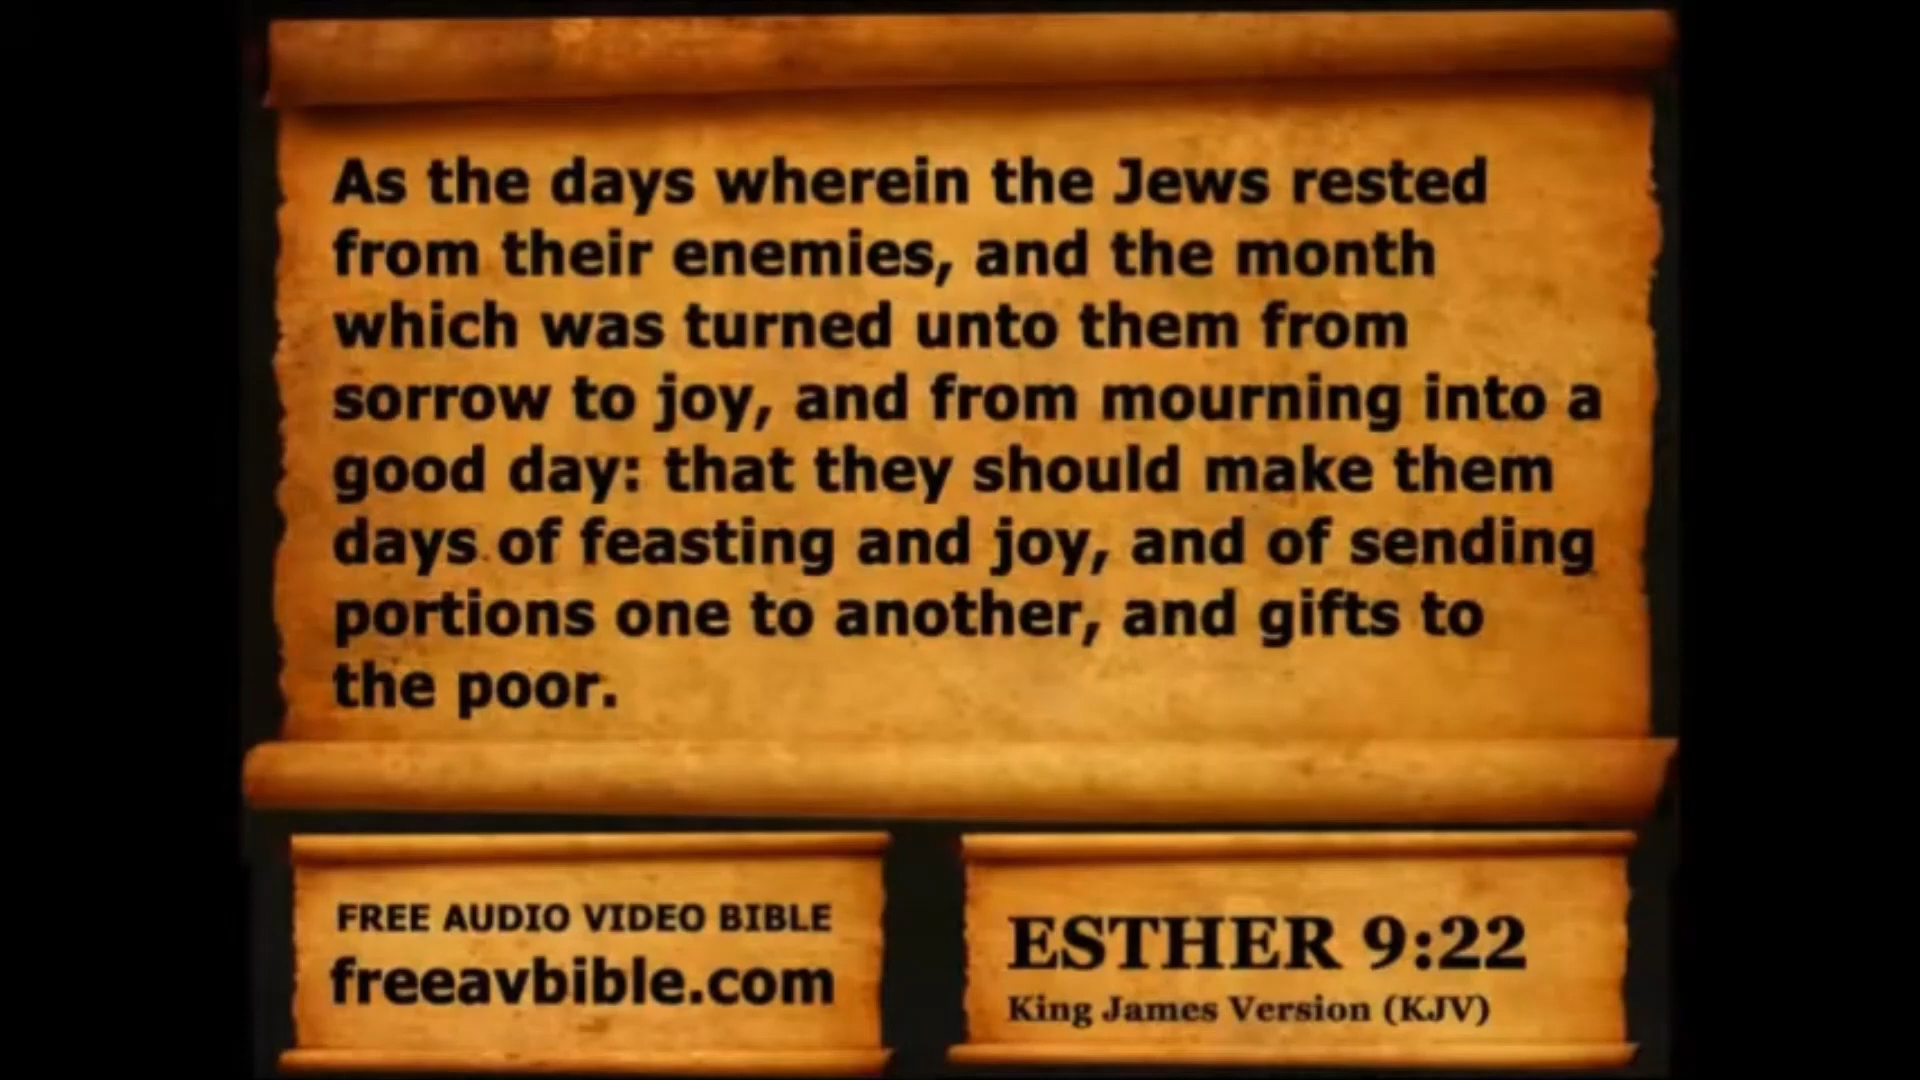 As the days wherein the Jews rested
from their enemies, and the month
which was turned unto them from
sorrow to joy, and from mourning into a
good day: that they should make them
days of feasting and joy, and of sending
portions one to another, and gifts to
the poor.
FREE AUDIO VIDEO BIBLE
freeavbible.com
ESTHER 9:22
King James Version (KJV)